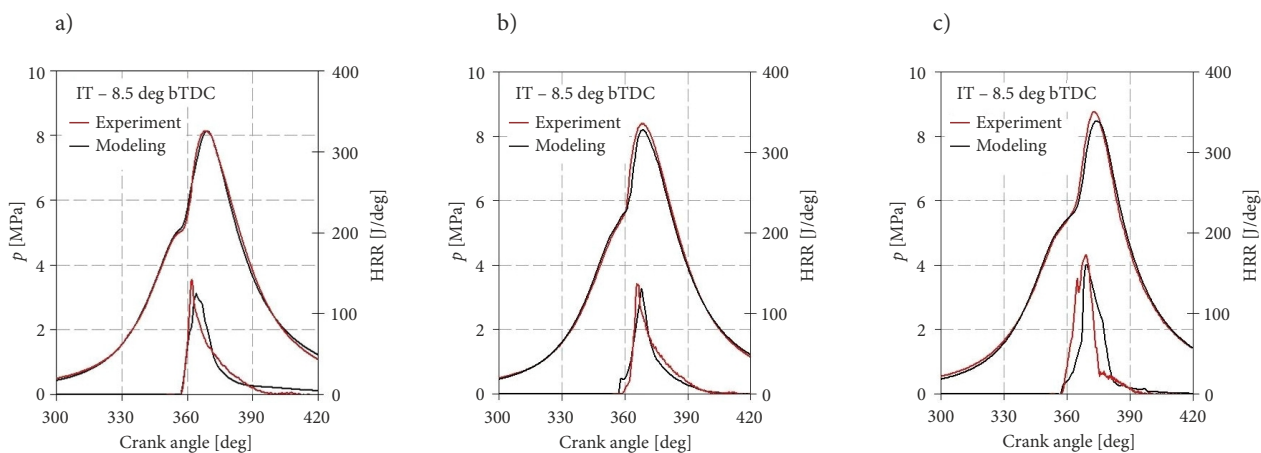 a)
10
8
6
4
2
0
p [MPa]
IT – 8.5 deg bTDC
Experiment
Modeling
400
300
200
100
0
HRR [J/deg]
300 330 360 390 420
Crank angle [deg]
b)
10
8
6
4
2
0
p [MPa]
IT – 8.5 deg bTDC
Experiment
Modeling
400
300
200
100
0
HRR [J/deg]
300 330 360 390 420
Crank angle [deg]
c)
10
8
6
4
2
0
p [MPa]
IT – 8.5 deg bTDC
Experiment
Modeling
400
300
200
100
0
HRR [J/deg]
300 330 360 390 420
Crank angle [deg]